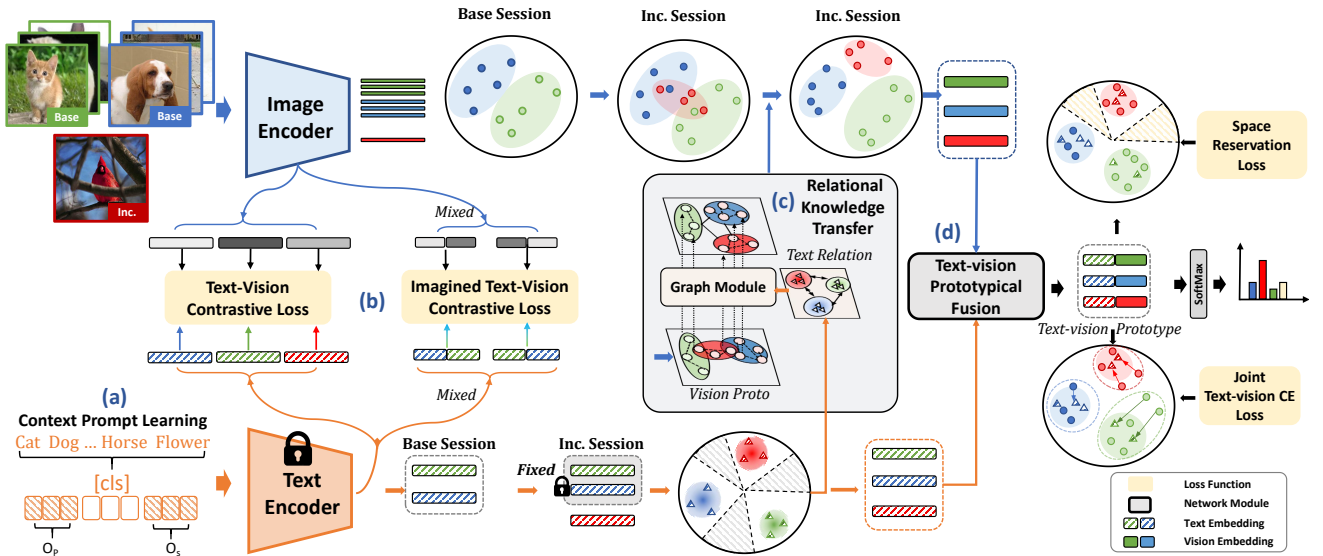 Base Session
Inc. Session
Inc. Session
Base
Base
Inc.
Image
Encoder
Space
Reservation
Loss
Mixed
(c)
Relational
Knowledge
Transfer
Text Relation
Graph Module
Vision Proto
(d)
Text-vision
Prototypical
Fusion
SoftMax
Text-vision Prototype
Text-Vision
Contrastive Loss
(b)
Imagined Text-Vision
Contrastive Loss
Mixed
(a)
Context Prompt Learning
Cat Dog ... Horse Flower
[cls]
Oₚ
Oₛ
Text
Encoder
Base Session
Fixed
Inc. Session
Joint
Text-vision CE
Loss
Loss Function
Network Module
Text Embedding
Vision Embedding